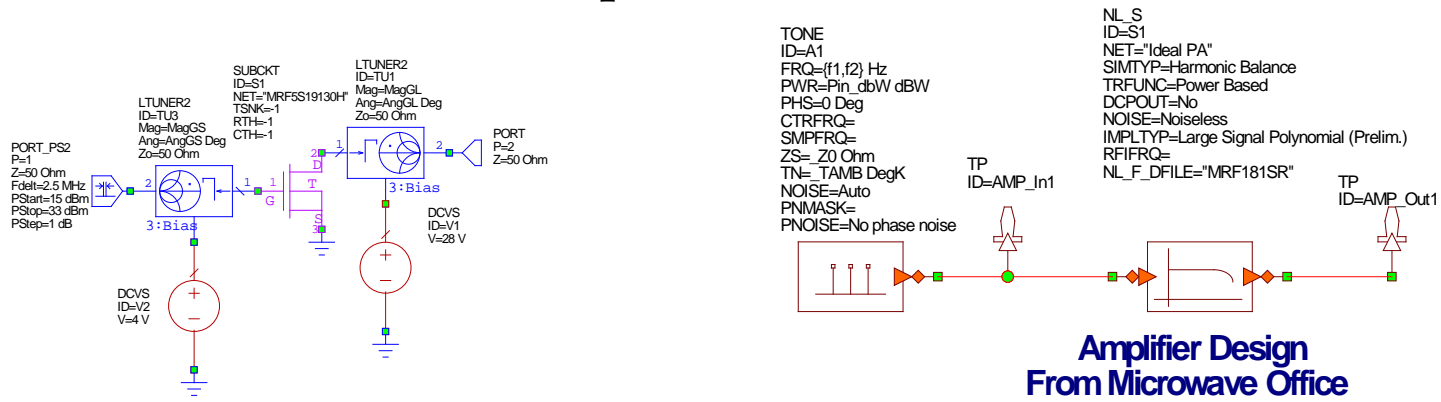 SUBCKT
ID=S1
NET="MRF5S19130H"
TSNK=-1
RTH=-1
CTH=-1
LTUNER2
ID=TU1
Mag=MagGL
Ang=AngGL Deg
Zo=50 Ohm
LTUNER2
ID=TU3
Mag=MagGS
Ang=AngGS Deg
Zo=50 Ohm
PORT_PS2
P=1
Z=50 Ohm
Fdelt=2.5 MHz
PStart=15 dBm
PStop=33 dBm
PStep=1 dB
2
1
3:Bias
1
G
2
D
T
S
3
1
2
3:Bias
PORT
P=2
Z=50 Ohm
DCVS
ID=V1
V=28 V
DCVS
ID=V2
V=4 V
TONE
ID=A1
FRQ={f1,f2} Hz
PWR=Pin_dbW dBW
PHS=0 Deg
CTRFRQ=
SMPFRQ=
ZS=_Z0 Ohm
TN=_TAMB DegK
NOISE=Auto
PNMASK=
PNOISE=No phase noise
TP
ID=AMP_In1
NL_S
ID=S1
NET="Ideal PA"
SIMTYP=Harmonic Balance
TRFUNC=Power Based
DCPOUT=No
NOISE=Noiseless
IMPLTYP=Large Signal Polynomial (Prelim.)
RFIFRQ=
NL_F_DFILE="MRF181SR"
TP
ID=AMP_Out1
Amplifier Design
From Microwave Office